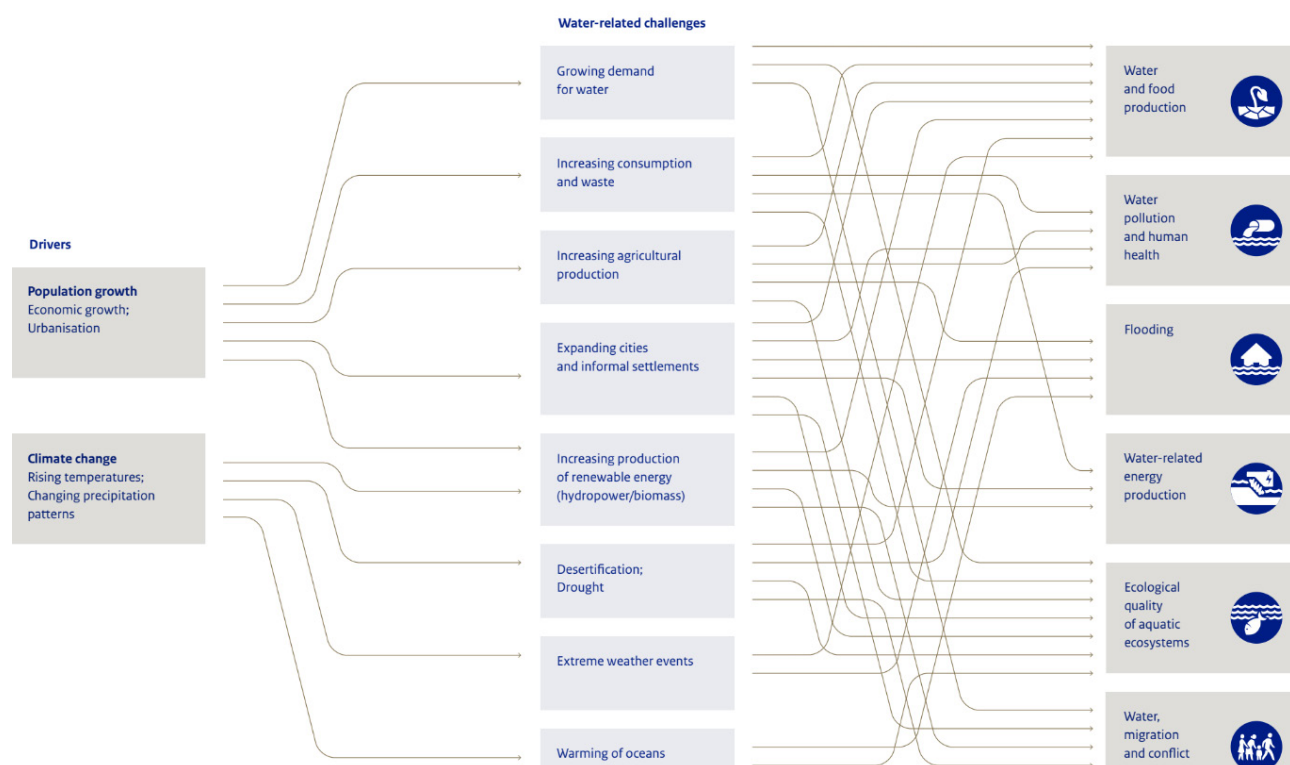 Water-related challenges
Drivers
Population growth
Economic growth;
Urbanisation
Climate change
Rising temperatures;
Changing precipitation
patterns
Growing demand
for water
Increasing consumption
and waste
Increasing agricultural
production
Expanding cities
and informal settlements
Increasing production
of renewable energy
(hydropower/biomass)
Desertification;
Drought
Extreme weather events
Warming of oceans
Water
and food
production
Water
pollution
and human
health
Flooding
Water-related
energy
production
Ecological
quality
of aquatic
ecosystems
Water,
migration
and conflict